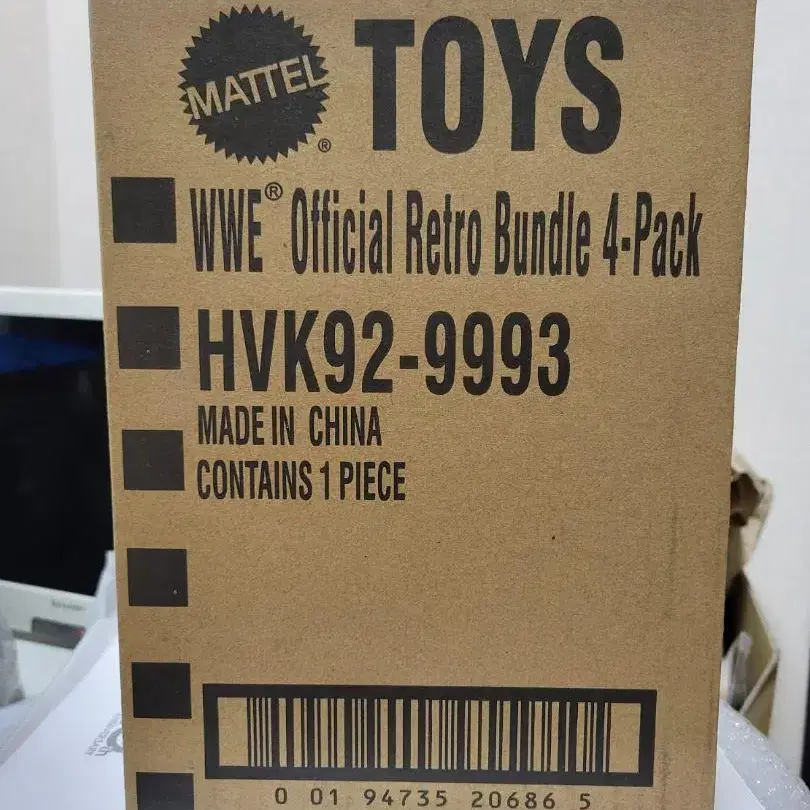 MATTEL® TOYS
WWE® Official Retro Bundle 4-Pack
HVK92-9993
MADE IN CHINA
CONTAINS 1 PIECE
0 01 94735 20686 5